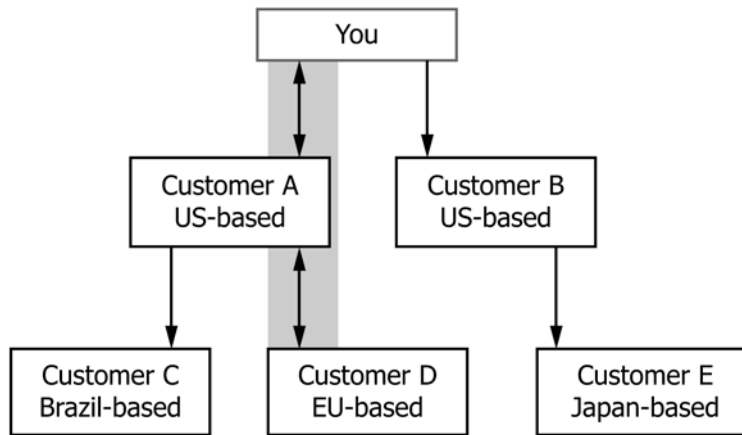 You
Customer A
US-based
Customer B
US-based
Customer C
Brazil-based
Customer D
EU-based
Customer E
Japan-based